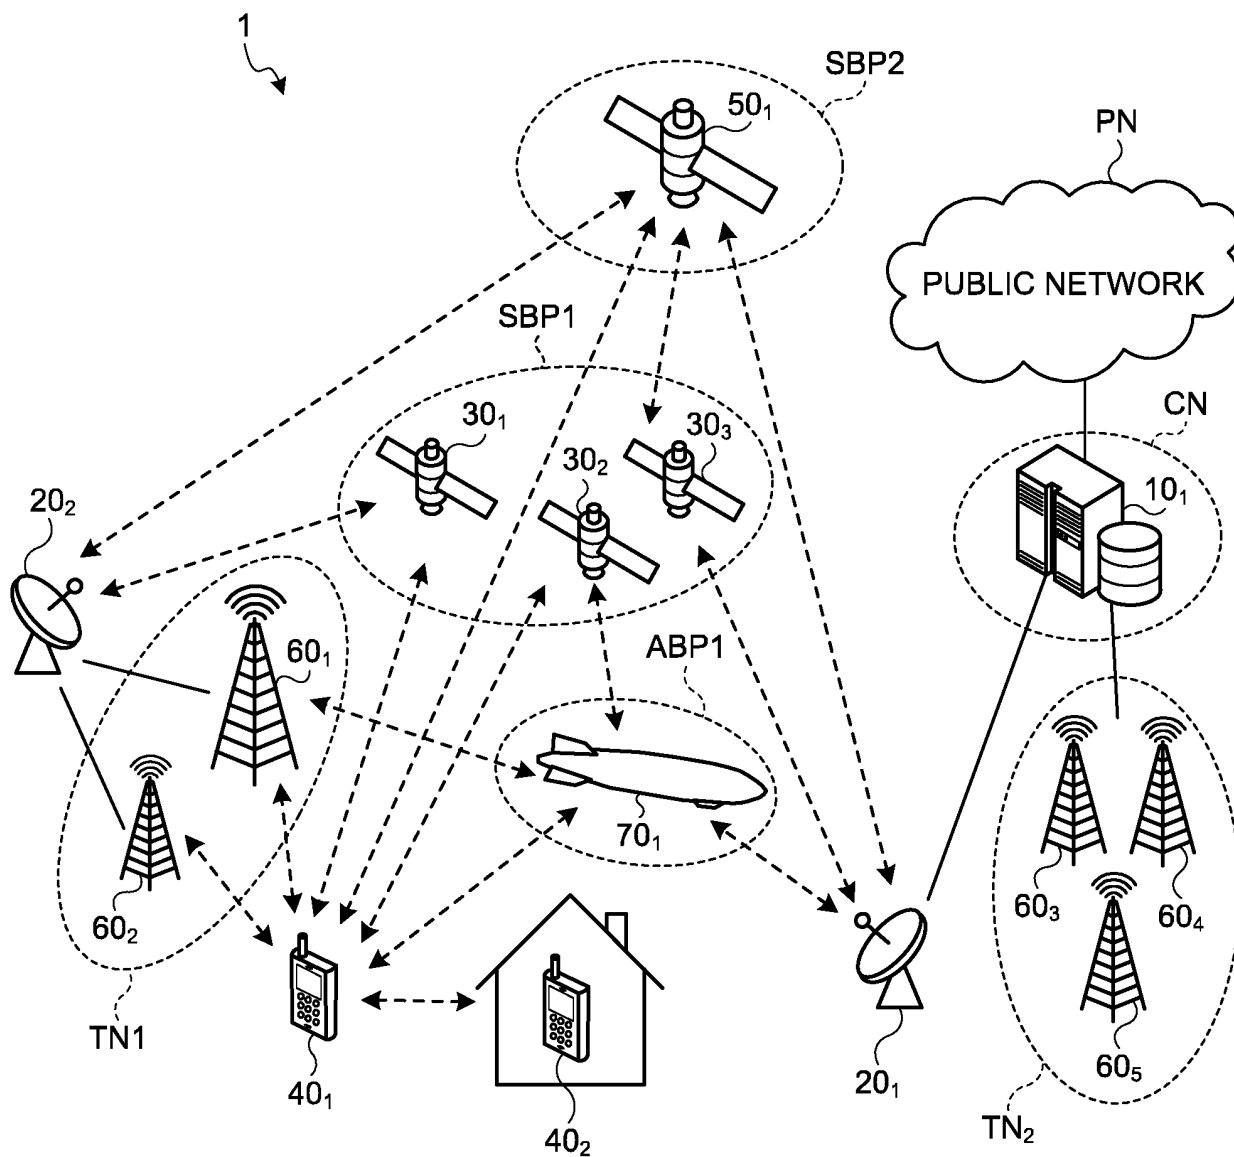 1
SBP2
50₁
PN
PUBLIC NETWORK
SBP1
CN
30₁
30₃
30₂
10₁
20₂
60₁
ABP1
70₁
60₂
60₃
60₄
TN1
60₅
40₁
20₁
40₂
TN₂